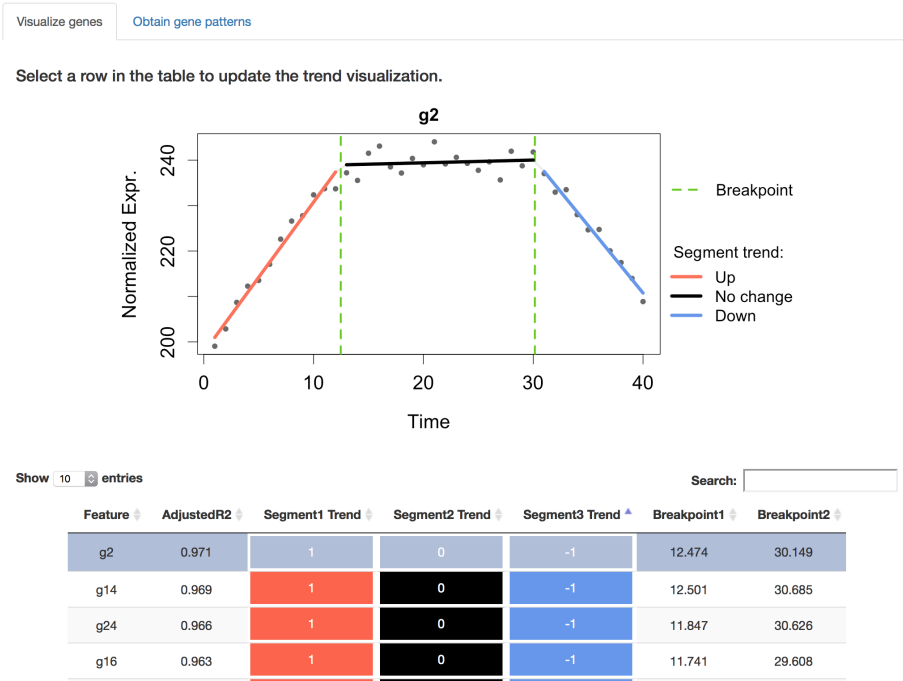 Visualize genes Obtain gene patterns
Select a row in the table to update the trend visualization.
g2
Normalized Expr.
240
220
200
0 10 20 30 40
Time
Breakpoint
Segment trend:
Up
No change
Down
Show 10 entries Search:
Feature AdjustedR2 Segment1 Trend Segment2 Trend Segment3 Trend Breakpoint1 Breakpoint2
g2 0.971 1 0 -1 12.474 30.149
g14 0.969 1 0 -1 12.501 30.685
g24 0.966 1 0 -1 11.847 30.626
g16 0.963 1 0 -1 11.741 29.608